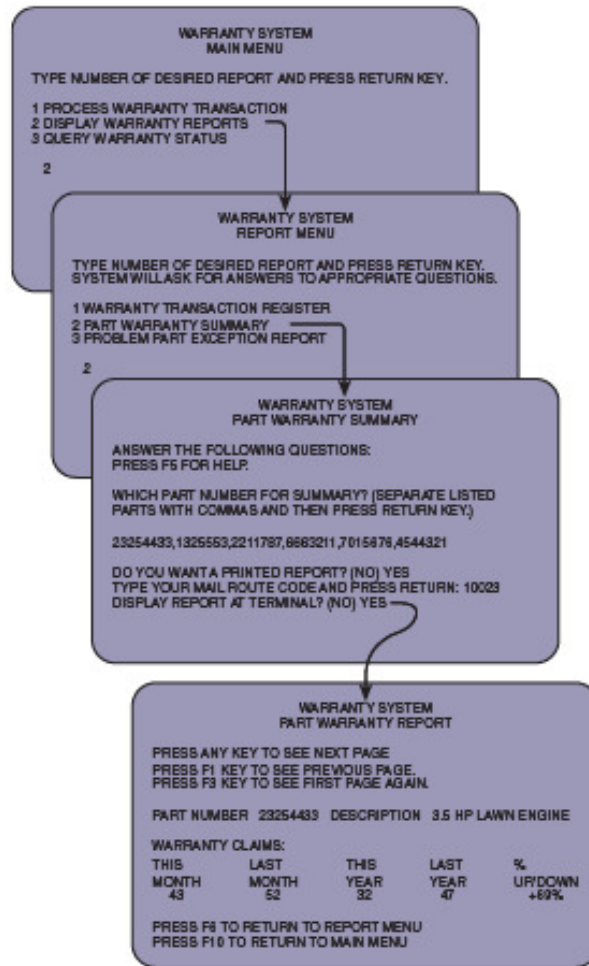 WARRANTY SYSTEM
MAIN MENU
TYPE NUMBER OF DESIRED REPORT AND PRESS RETURN KEY.
1 PROCESS WARRANTY TRANSACTION
2 DISPLAY WARRANTY REPORTS
3 QUERY WARRANTY STATUS
2
WARRANTY SYSTEM
REPORT MENU
TYPE NUMBER OF DESIRED REPORT AND PRESS RETURN KEY.
SYSTEM WILL ASK FOR ANSWERS TO APPROPRIATE QUESTIONS.
1 WARRANTY TRANSACTION REGISTER
2 PART WARRANTY SUMMARY
3 PROBLEM PART EXCEPTION REPORT
2
WARRANTY SYSTEM
PART WARRANTY SUMMARY
ANSWER THE FOLLOWING QUESTIONS:
PRESS F5 FOR HELP.
WHICH PART NUMBER FOR SUMMARY? (SEPARATE LISTED
PARTS WITH COMMAS AND THEN PRESS RETURN KEY.)
23254433,1325553,2211787,6663211,7015676,4544321
DO YOU WANT A PRINTED REPORT? (NO) YES
TYPE YOUR MAIL ROUTE CODE AND PRESS RETURN: 10023
DISPLAY REPORT AT TERMINAL? (NO) YES
WARRANTY SYSTEM
PART WARRANTY REPORT
PRESS ANY KEY TO SEE NEXT PAGE
PRESS F1 KEY TO SEE PREVIOUS PAGE.
PRESS F3 KEY TO SEE FIRST PAGE AGAIN.
PART NUMBER 23254433 DESCRIPTION 3.5 HP LAWN ENGINE
WARRANTY CLAIMS:
THIS LAST THIS LAST %
MONTH MONTH YEAR YEAR UP/DOWN
43 52 32 47 +69%
PRESS F6 TO RETURN TO REPORT MENU
PRESS F10 TO RETURN TO MAIN MENU